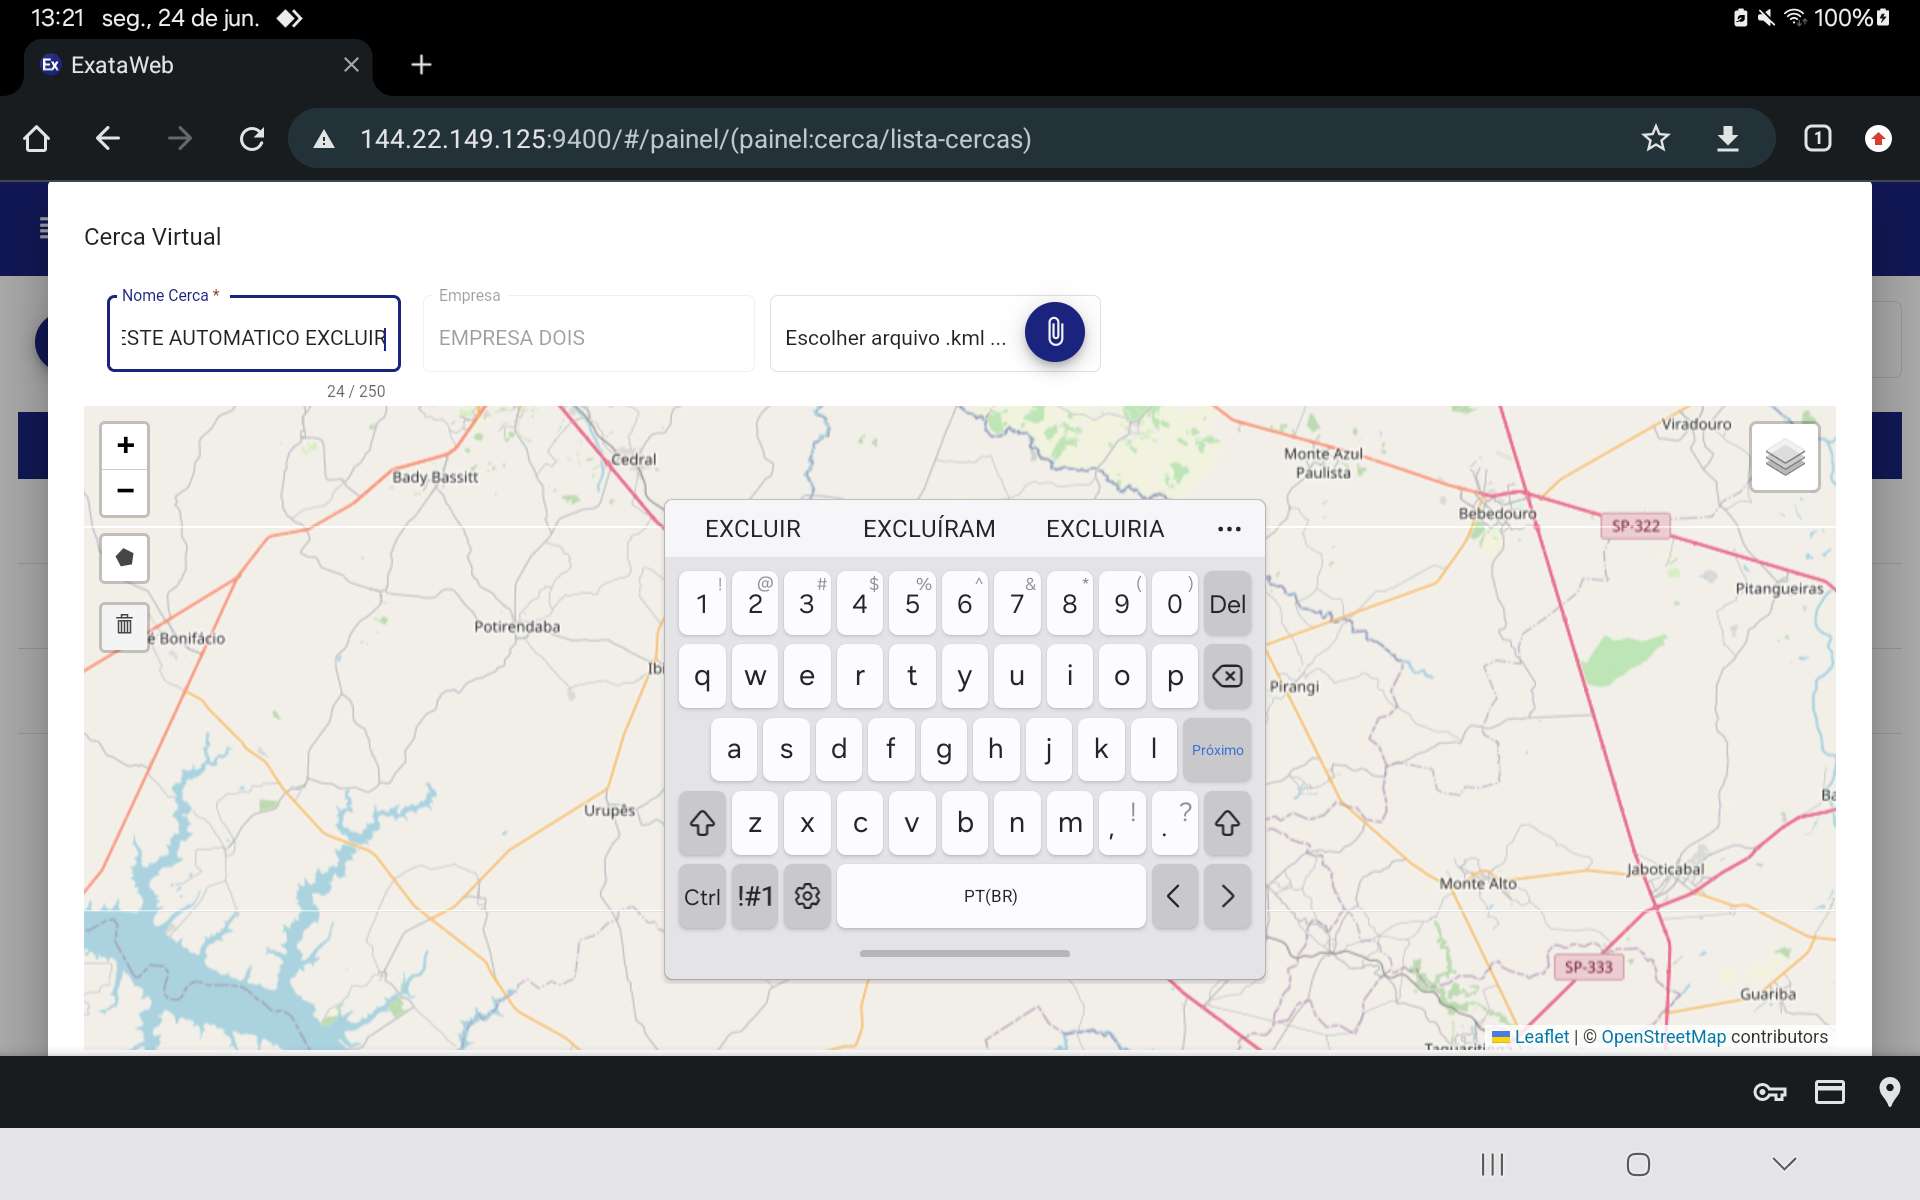 13:21 seg., 24 de jun.
100%
Ex ExataWeb
144.22.149.125:9400/#/painel/(painel:cerca/lista-cercas)
1
Cerca Virtual
Nome Cerca *
ESTE AUTOMATICO EXCLUIR
24 / 250
Empresa
EMPRESA DOIS
Escolher arquivo .kml ...
+
−
Bady Bassitt
Cedral
Monte Azul
Paulista
Viradouro
Bebedouro
SP-322
Pitangueiras
é Bonifácio
Potirendaba
Ibi
Pirangi
Urupês
Ba
Monte Alto
Jaboticabal
SP-333
Guariba
EXCLUIR EXCLUÍRAM EXCLUIRIA ...
! @ # $ % ^ & * ( )
1 2 3 4 5 6 7 8 9 0 Del
q w e r t y u i o p
a s d f g h j k l Próximo
z x c v b n m , ! . ?
Ctrl !#1 PT(BR) < >
Leaflet | © OpenStreetMap contributors